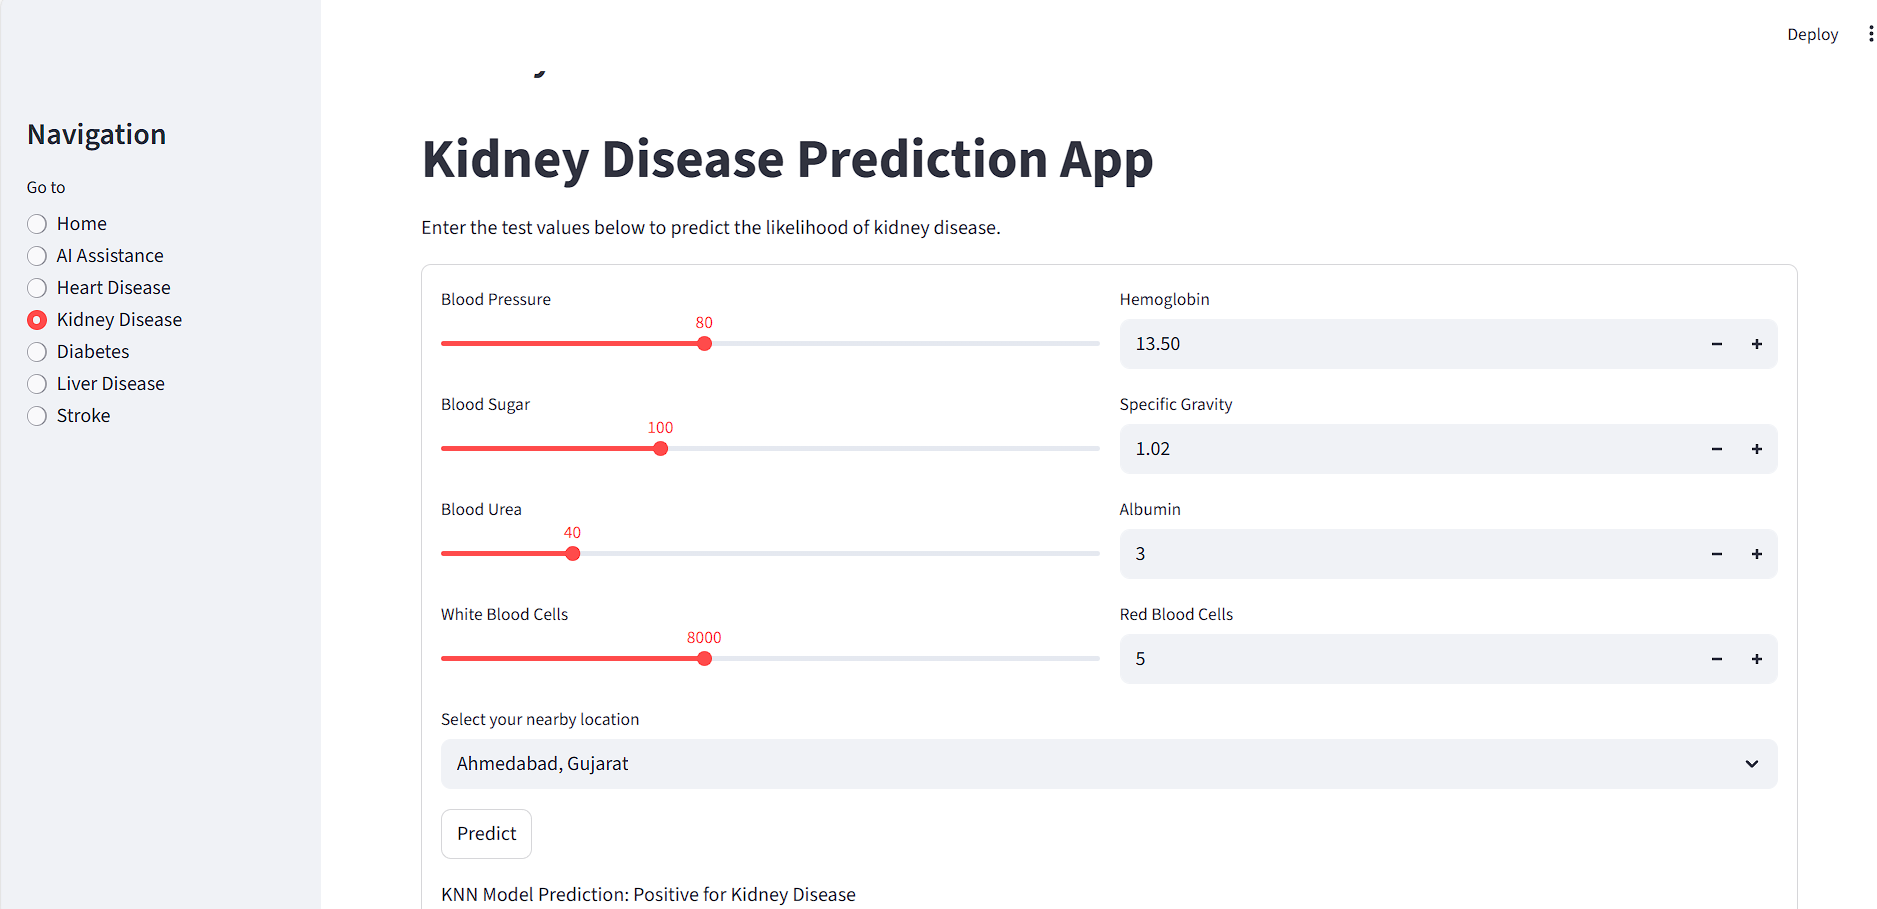 Deploy
Navigation
Go to
Home
AI Assistance
Heart Disease
Kidney Disease
Diabetes
Liver Disease
Stroke
Kidney Disease Prediction App
Enter the test values below to predict the likelihood of kidney disease.
Blood Pressure
80
Hemoglobin
13.50
Blood Sugar
100
Specific Gravity
1.02
Blood Urea
40
Albumin
3
White Blood Cells
8000
Red Blood Cells
5
Select your nearby location
Ahmedabad, Gujarat
Predict
KNN Model Prediction: Positive for Kidney Disease